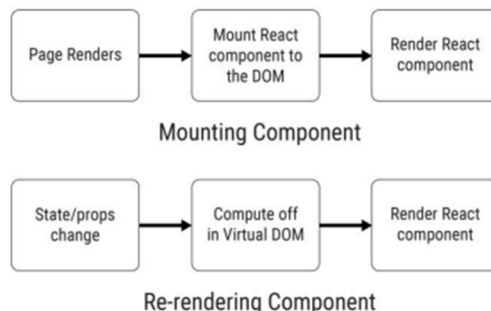 Page Renders
Mount React
component to
the DOM
Render React
component
Mounting Component
State/props
change
Compute off
in Virtual DOM
Render React
component
Re-rendering Component